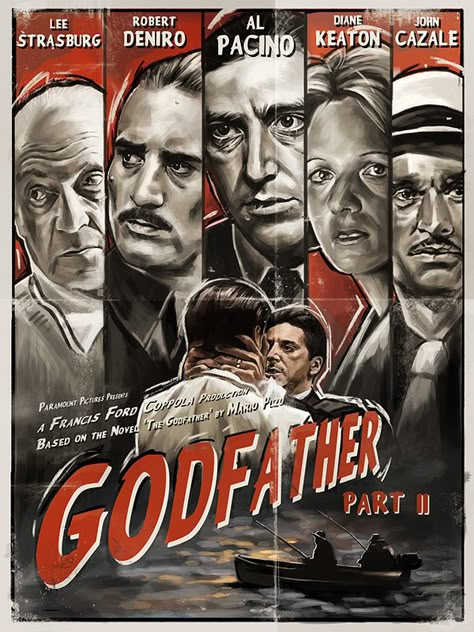 LEE STRASBURG
ROBERT DENIRO
AL PACINO
DIANE KEATON
JOHN CAZALE
PARAMOUNT PICTURES PRESENTS
A FRANCIS FORD COPPOLA PRODUCTION
BASED ON THE NOVEL 'THE GODFATHER' BY MARIO PUZO
GODFATHER
PART II